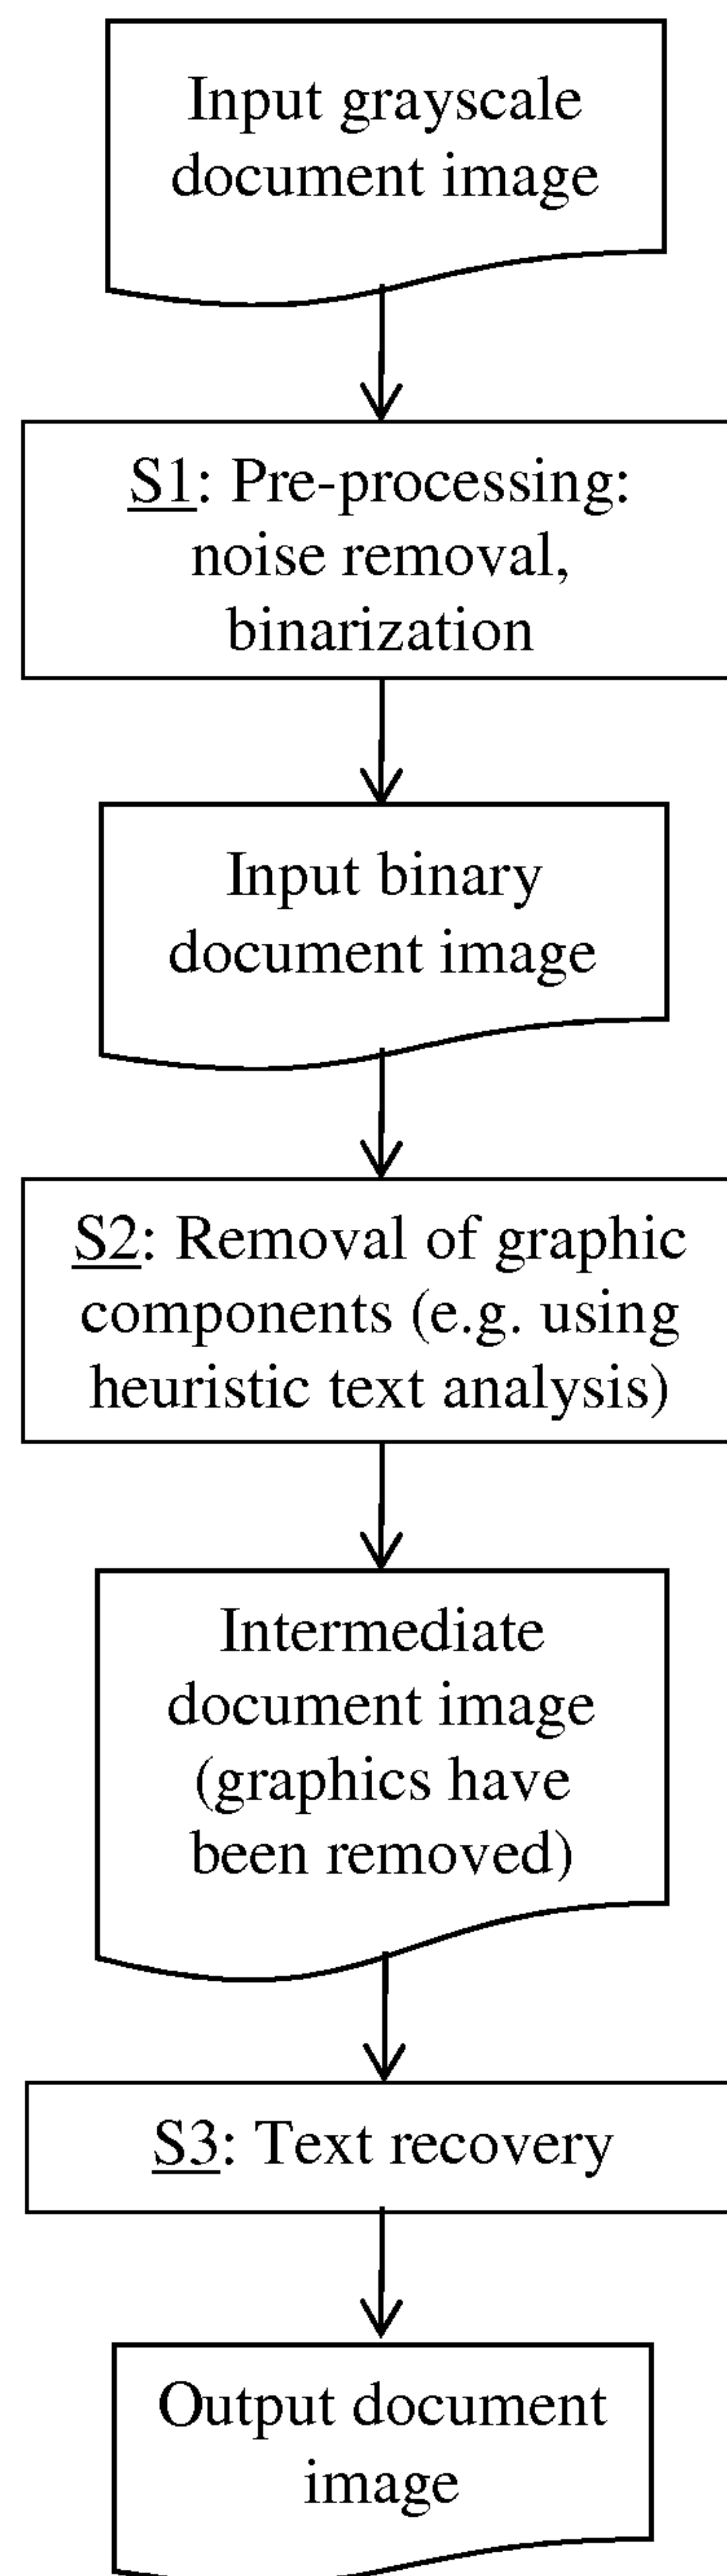 Input grayscale
document image
S1: Pre-processing:
noise removal,
binarization
Input binary
document image
S2: Removal of graphic
components (e.g. using
heuristic text analysis)
Intermediate
document image
(graphics have
been removed)
S3: Text recovery
Output document
image